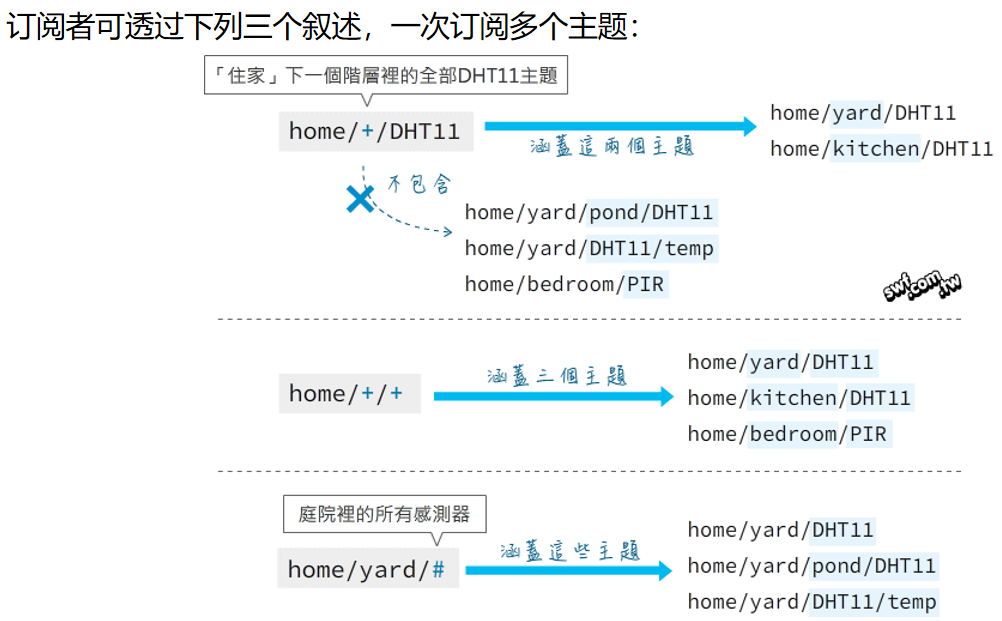 订阅者可透过下列三个叙述，一次订阅多个主题：
「住家」下一個階層裡的全部DHT11主題
home/+/DHT11
涵蓋這兩個主題
home/yard/DHT11
home/kitchen/DHT11
不包含
home/yard/pond/DHT11
home/yard/DHT11/temp
home/bedroom/PIR
swf.com.tw
home/+/+
涵蓋三個主題
home/yard/DHT11
home/kitchen/DHT11
home/bedroom/PIR
庭院裡的所有感測器
home/yard/#
涵蓋這些主題
home/yard/DHT11
home/yard/pond/DHT11
home/yard/DHT11/temp